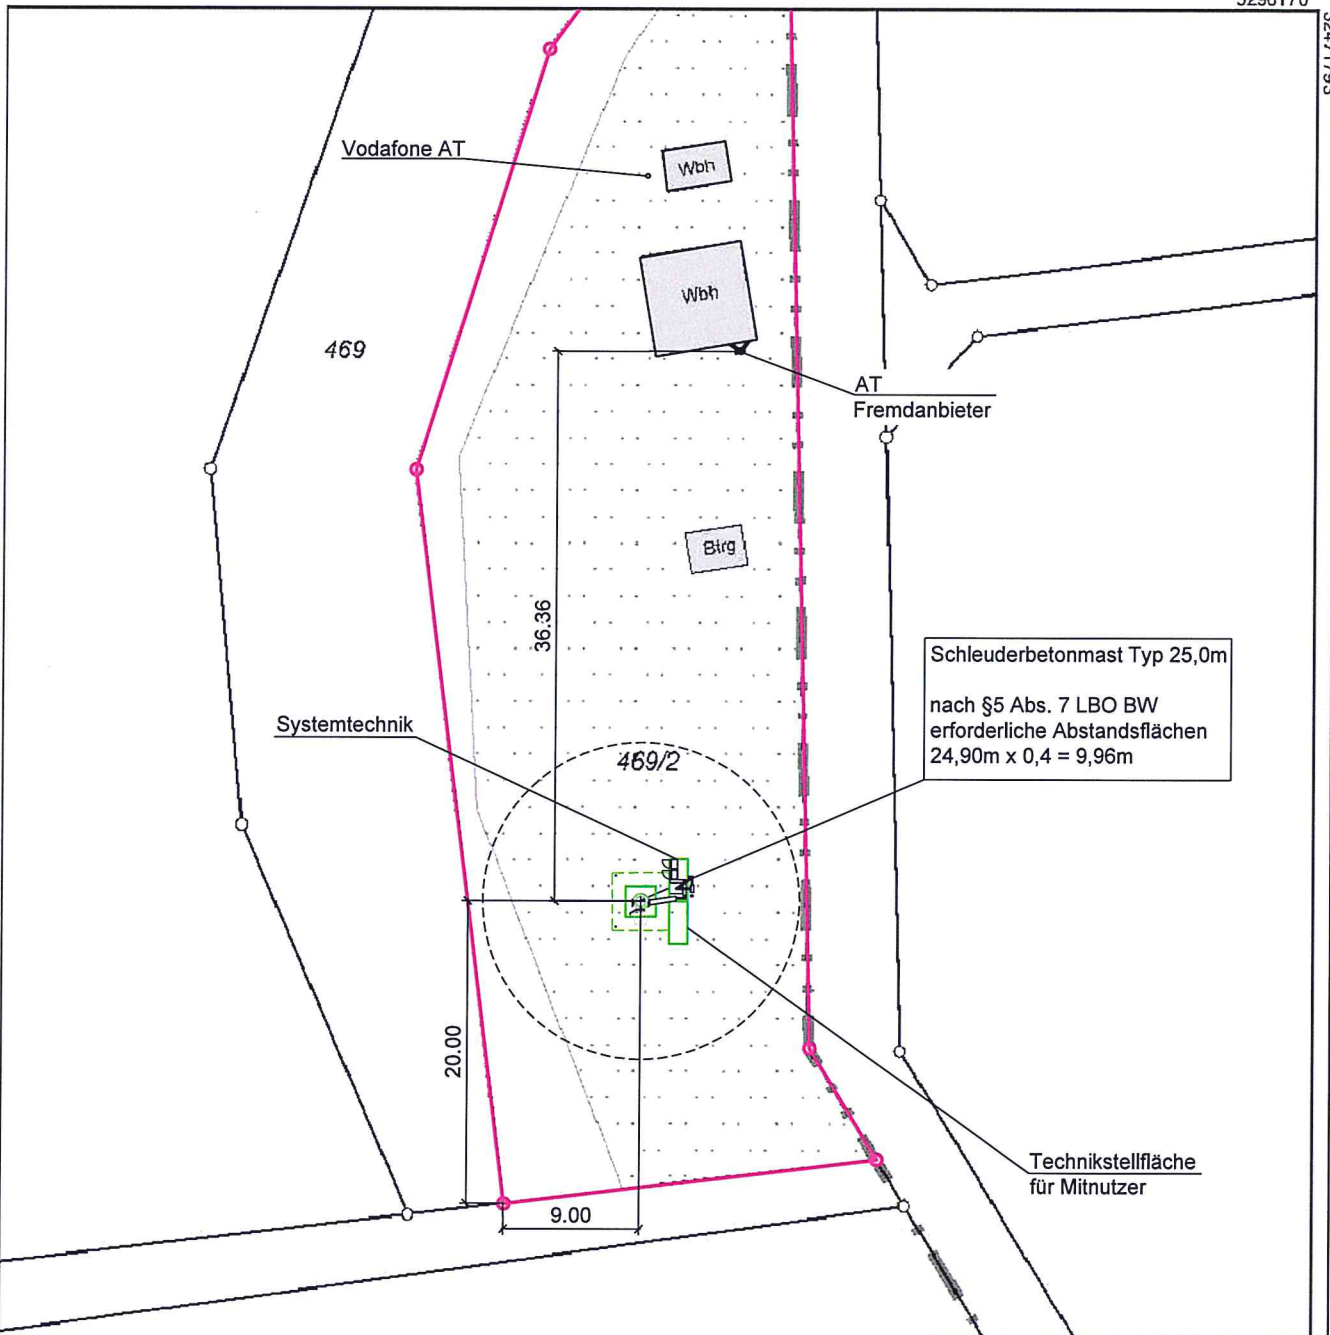 Vodafone AT
Wbh
Wbh
469
AT
Fremdanbieter
Btrg
36.36
Schleuderbetonmast Typ 25,0m
nach §5 Abs. 7 LBO BW
erforderliche Abstandsflächen
24,90m x 0,4 = 9,96m
Systemtechnik
469/2
20.00
9.00
Technikstellfläche
für Mitnutzer